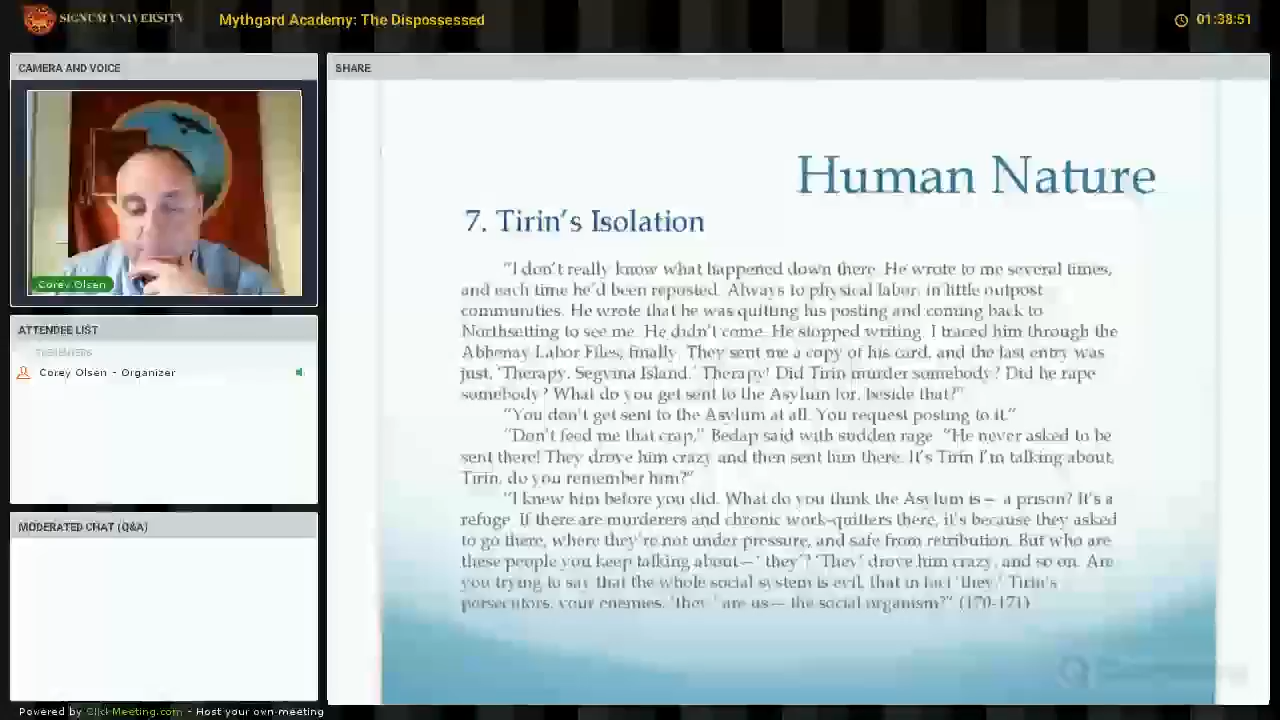 SIGNUM UNIVERSITY
Mythgard Academy: The Dispossessed
01:38:51
CAMERA AND VOICE
SHARE
Corey Olsen
ATTENDEE LIST
Corey Olsen - Organizer
MODERATED CHAT (Q&A)
Human Nature
7. Tirin's Isolation
"I don't really know what happened down there. He wrote to me several times,
and each time he'd been reposted. Always to physical labor, in little outpost
communities. He wrote that he was quitting his posting and coming back to
Northsetting to see me. He didn't come. He stopped writing. I traced him through the
Abbenay Labor Files, finally. They sent me a copy of his card, and the last entry was
just, 'Therapy. Segvina Island.' Therapy! Did Tirin murder somebody? Did he rape
somebody? What do you get sent to the Asylum for, beside that?"
"You don't get sent to the Asylum at all. You request posting to it."
"Don't feed me that crap," Bedap said with sudden rage. "He never asked to be
sent there! They drove him crazy and then sent him there. It's Tirin I'm talking about,
Tirin, do you remember him?"
"I knew him before you did. What do you think the Asylum is— a prison? It's a
refuge. If there are murderers and chronic work-quitters there, it's because they asked
to go there, where they're not under pressure, and safe from retribution. But who are
these people you keep talking about—'they'? 'They' drove him crazy, and so on. Are
you trying to say that the whole social system is evil, that in fact 'they,' Tirin's
persecutors, your enemies, 'they,' are us— the social organism?" (170-171)
Powered by ClickMeeting.com - Host your own meeting